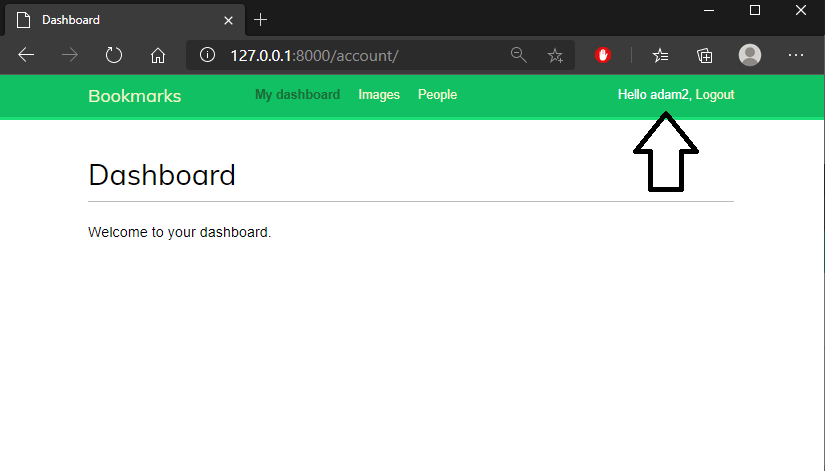 Dashboard
127.0.0.1:8000/account/
Bookmarks My dashboard Images People Hello adam2, Logout
Dashboard
Welcome to your dashboard.